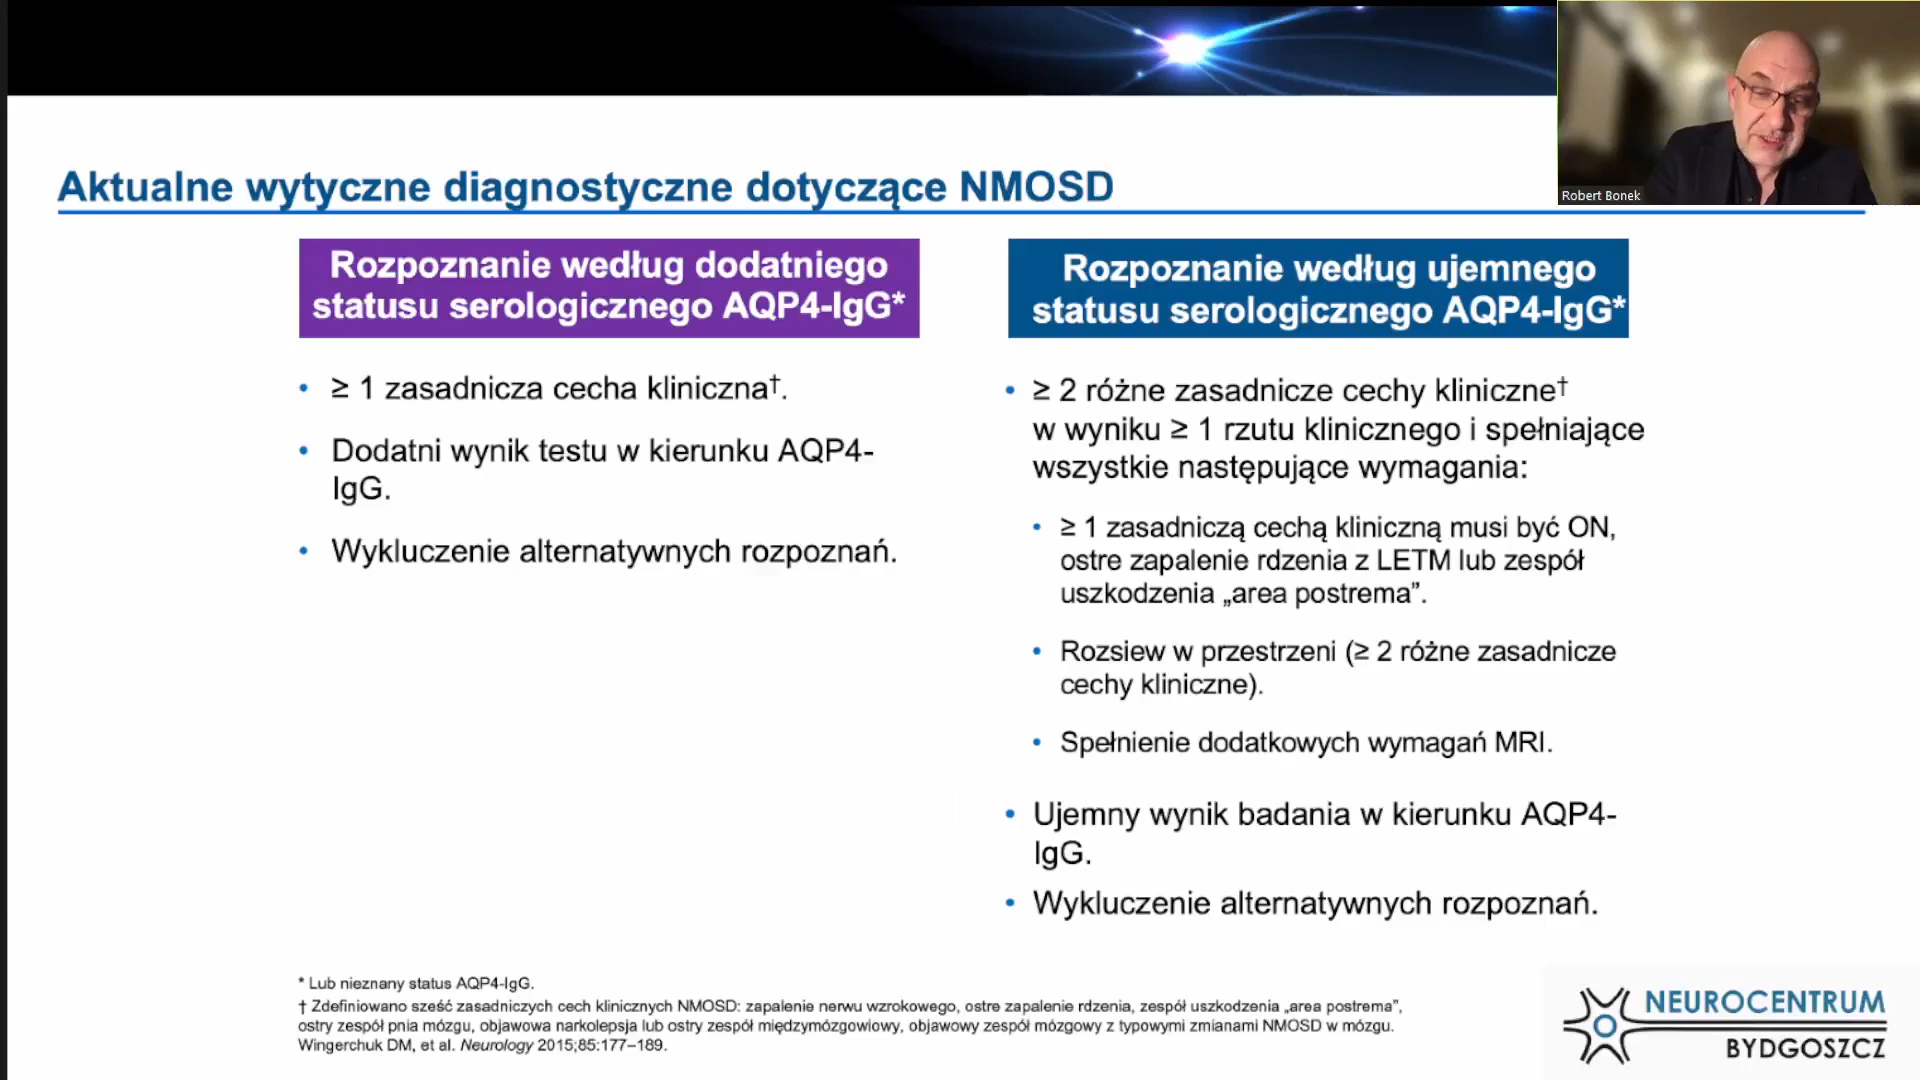 Robert Bonek
Aktualne wytyczne diagnostyczne dotyczące NMOSD
Rozpoznanie według dodatniego
statusu serologicznego AQP4-IgG*
• ≥ 1 zasadnicza cecha kliniczna†.
• Dodatni wynik testu w kierunku AQP4-
IgG.
• Wykluczenie alternatywnych rozpoznań.
Rozpoznanie według ujemnego
statusu serologicznego AQP4-IgG*
• ≥ 2 różne zasadnicze cechy kliniczne†
w wyniku ≥ 1 rzutu klinicznego i spełniające
wszystkie następujące wymagania:
• ≥ 1 zasadniczą cechą kliniczną musi być ON,
ostre zapalenie rdzenia z LETM lub zespół
uszkodzenia „area postrema”.
• Rozsiew w przestrzeni (≥ 2 różne zasadnicze
cechy kliniczne).
• Spełnienie dodatkowych wymagań MRI.
• Ujemny wynik badania w kierunku AQP4-
IgG.
• Wykluczenie alternatywnych rozpoznań.
* Lub nieznany status AQP4-IgG.
† Zdefiniowano sześć zasadniczych cech klinicznych NMOSD: zapalenie nerwu wzrokowego, ostre zapalenie rdzenia, zespół uszkodzenia „area postrema”,
ostry zespół pnia mózgu, objawowa narkolepsja lub ostry zespół międzymózgowiowy, objawowy zespół mózgowy z typowymi zmianami NMOSD w mózgu.
Wingerchuk DM, et al. Neurology 2015;85:177–189.
NEUROCENTRUM
BYDGOSZCZ